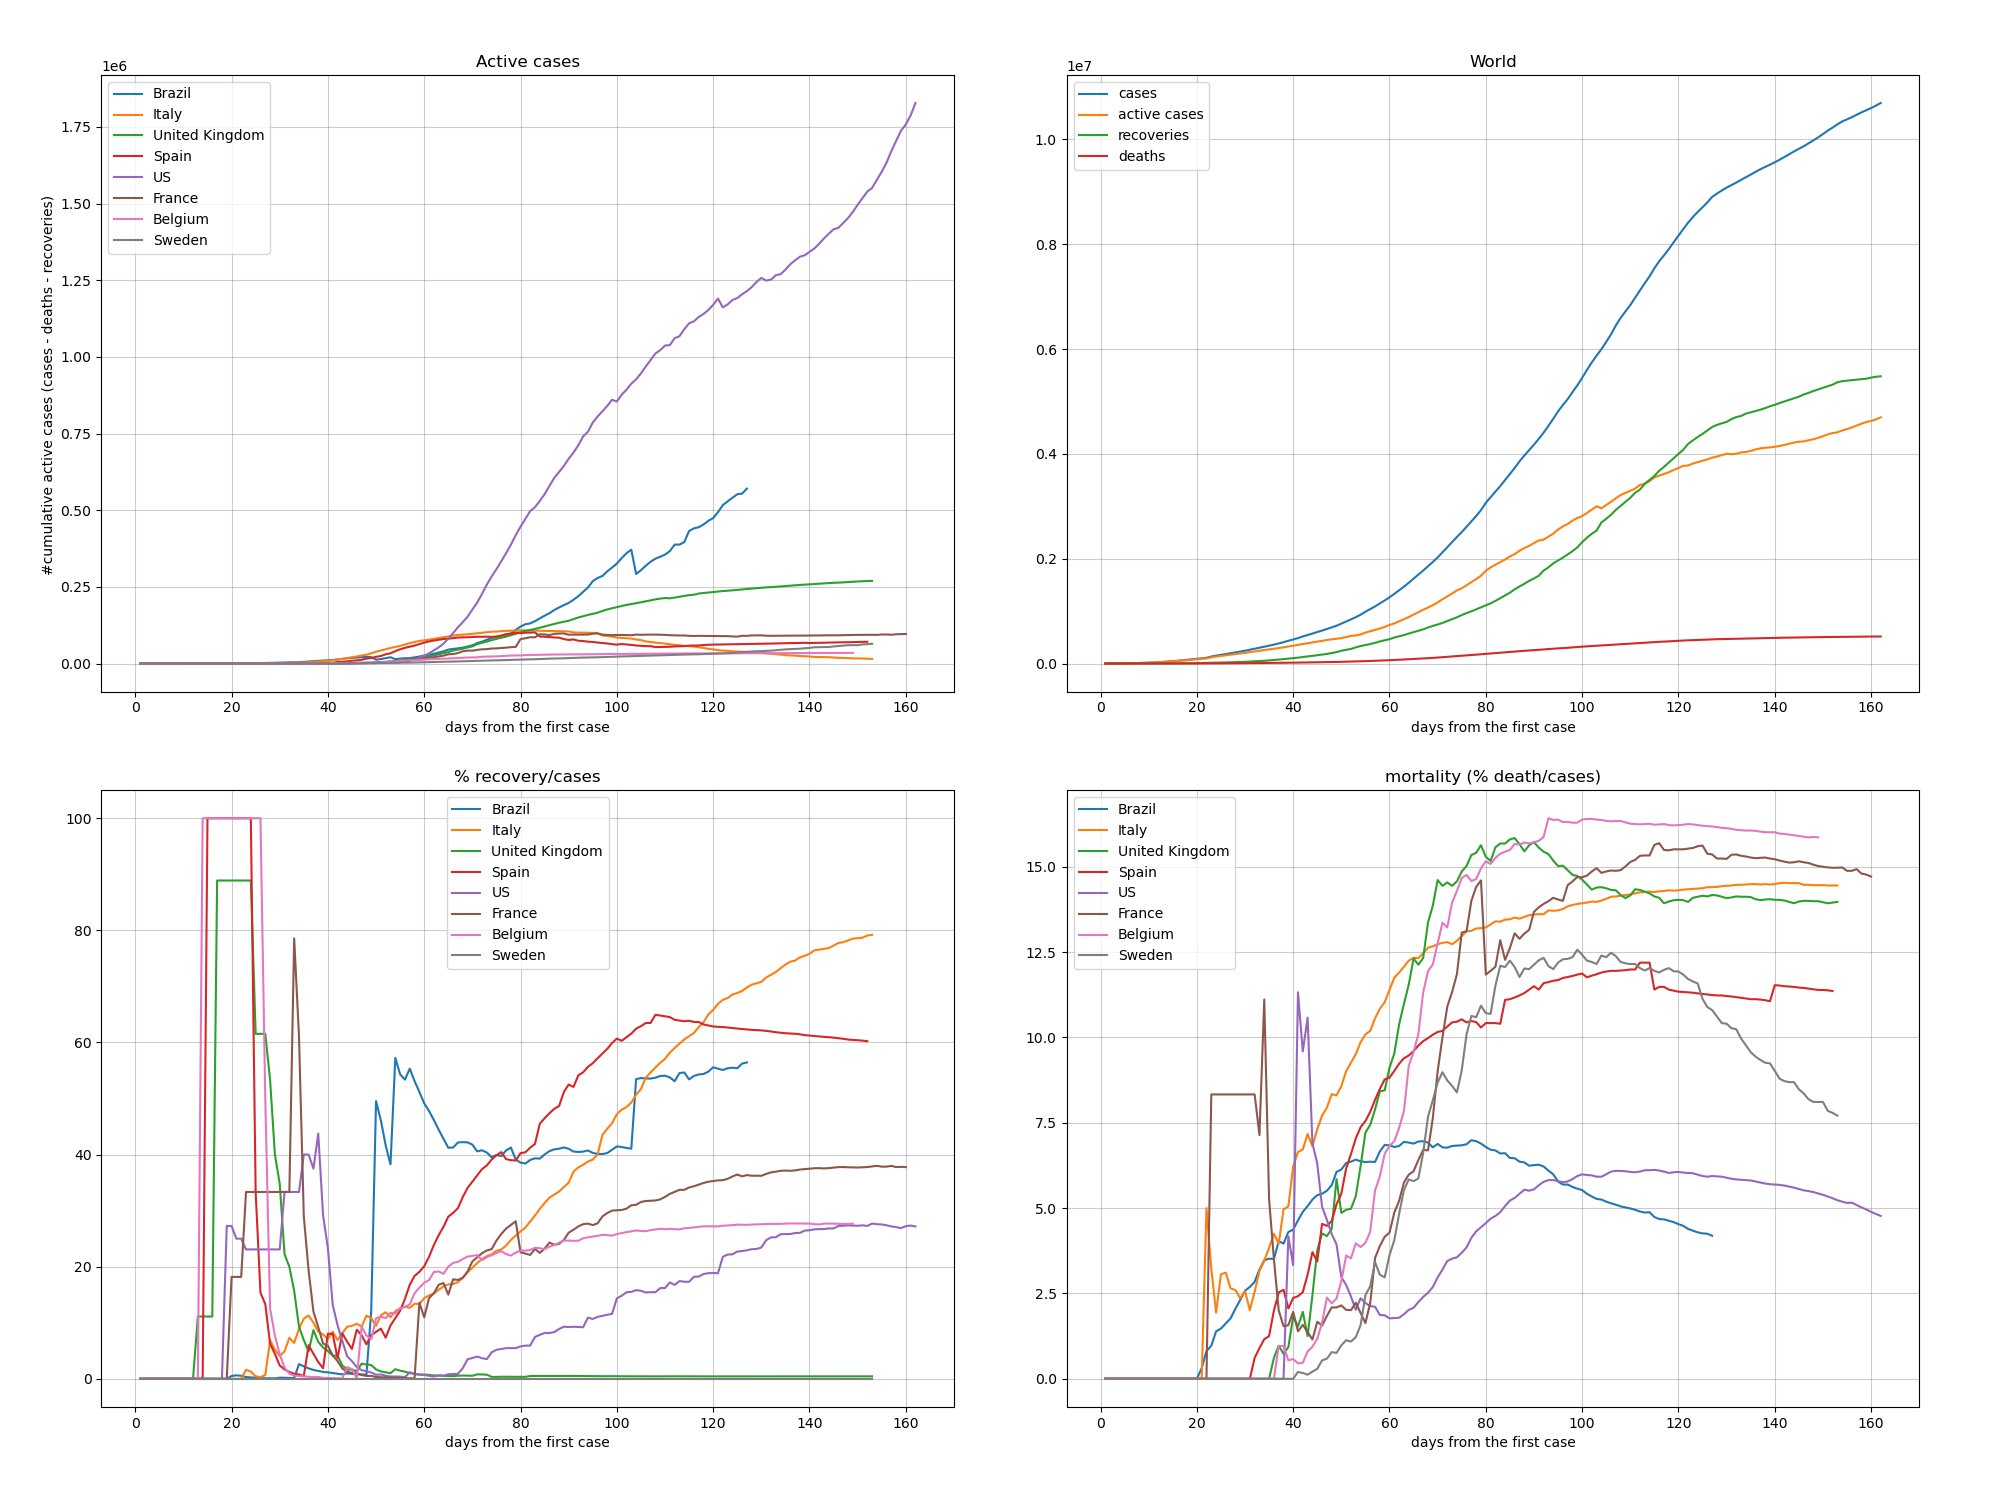 Active cases
1e6
1.75
1.50
1.25
1.00
0.75
0.50
0.25
0.00
#cumulative active cases (cases - deaths - recoveries)
Brazil
Italy
United Kingdom
Spain
US
France
Belgium
Sweden
0 20 40 60 80 100 120 140 160
days from the first case
World
1e7
1.0
0.8
0.6
0.4
0.2
0.0
cases
active cases
recoveries
deaths
0 20 40 60 80 100 120 140 160
days from the first case
% recovery/cases
100
80
60
40
20
0
Brazil
Italy
United Kingdom
Spain
US
France
Belgium
Sweden
0 20 40 60 80 100 120 140 160
days from the first case
mortality (% death/cases)
15.0
12.5
10.0
7.5
5.0
2.5
0.0
Brazil
Italy
United Kingdom
Spain
US
France
Belgium
Sweden
0 20 40 60 80 100 120 140 160
days from the first case